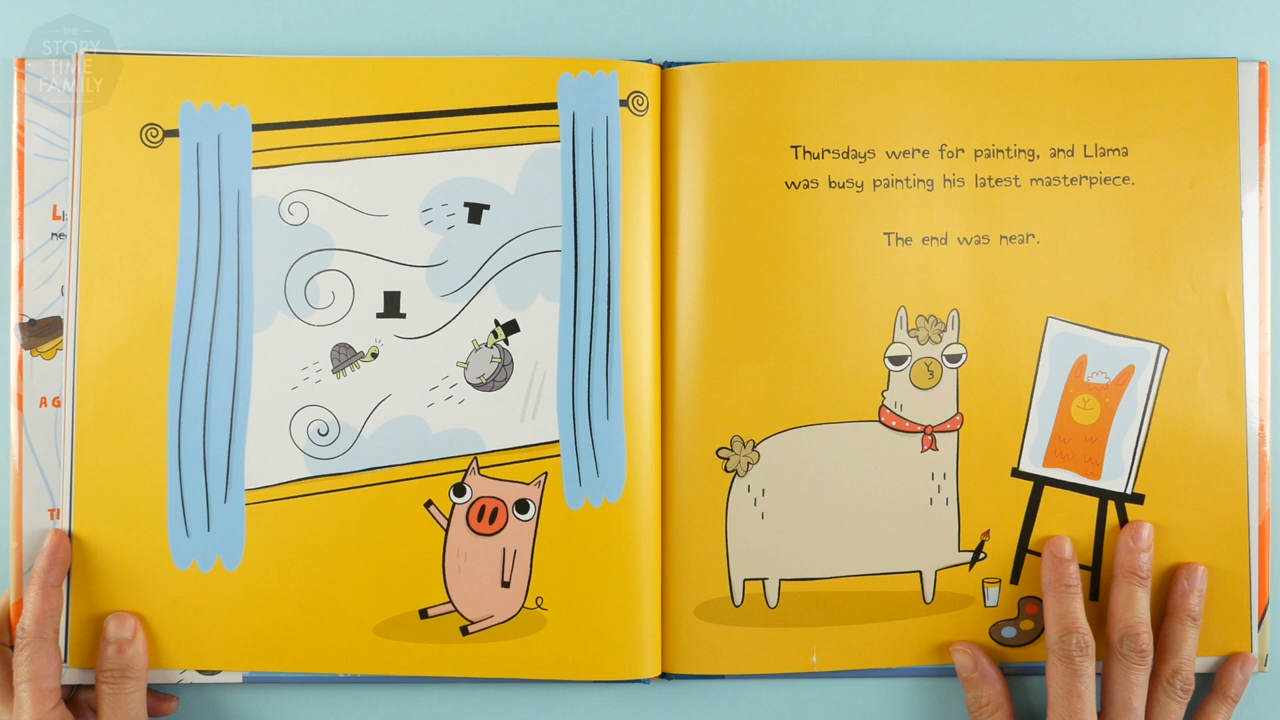 THE
STORY
TIME
FAMILY
Thursdays were for painting, and Llama
was busy painting his latest masterpiece.
The end was near.